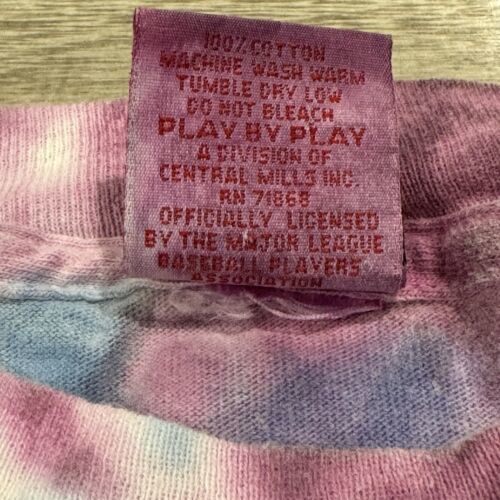 100% COTTON
MACHINE WASH WARM
TUMBLE DRY LOW
DO NOT BLEACH
PLAY BY PLAY
A DIVISION OF
CENTRAL MILLS INC.
RN 71868
OFFICIALLY LICENSED
BY THE MAJOR LEAGUE
BASEBALL PLAYERS
ASSOCIATION